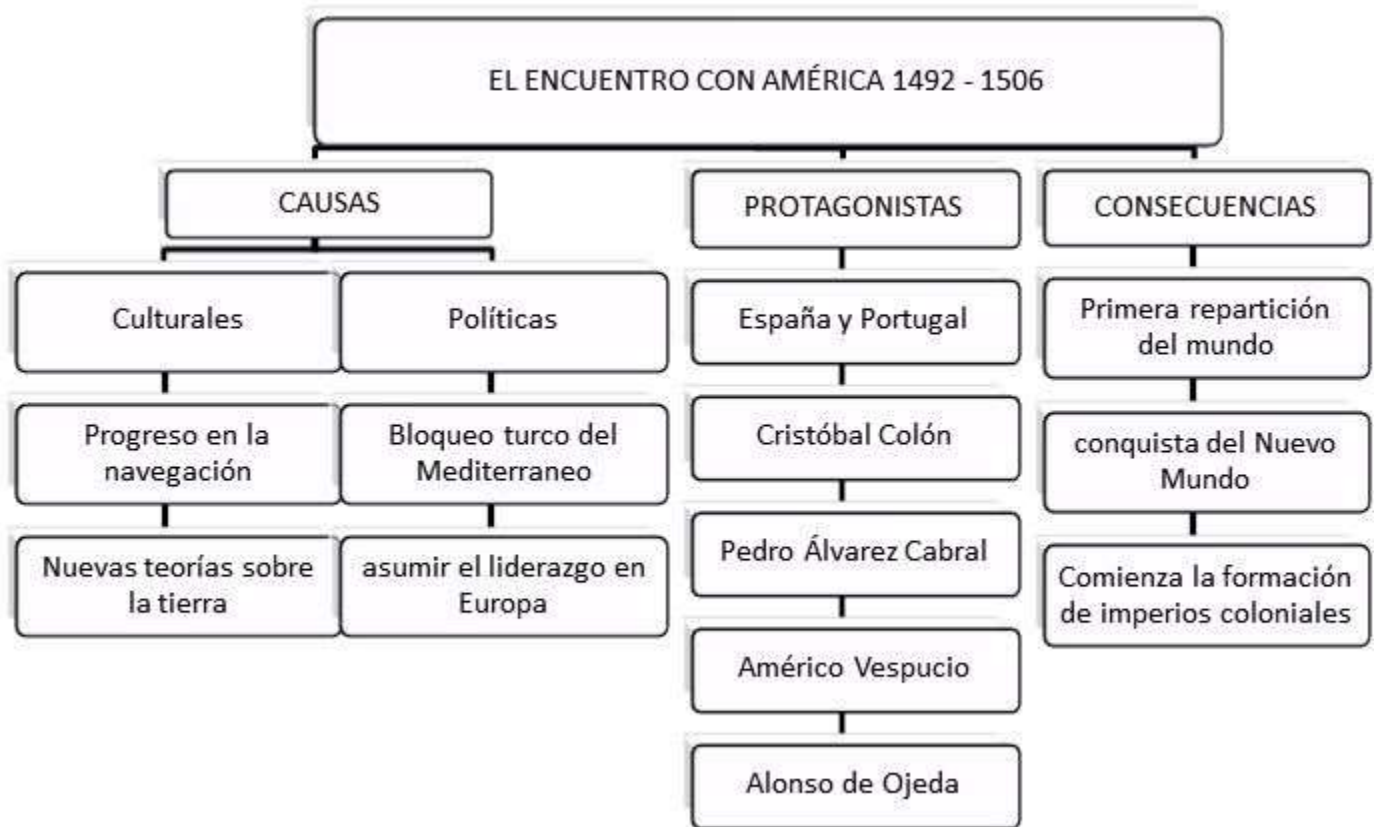 EL ENCUENTRO CON AMÉRICA 1492 - 1506
CAUSAS
Culturales
Progreso en la
navegación
Nuevas teorías sobre
la tierra
Políticas
Bloqueo turco del
Mediterraneo
asumir el liderazgo en
Europa
PROTAGONISTAS
España y Portugal
Cristóbal Colón
Pedro Álvarez Cabral
Américo Vespucio
Alonso de Ojeda
CONSECUENCIAS
Primera repartición
del mundo
conquista del Nuevo
Mundo
Comienza la formación
de imperios coloniales